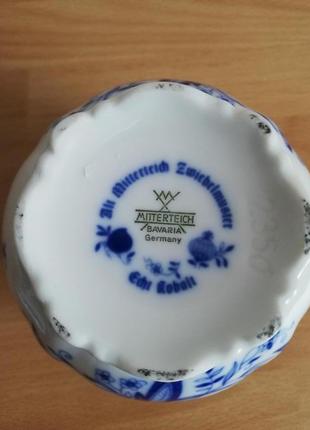 Alt Mitterteich Zwiebelmuster
MITTERTEICH
BAVARIA
Germany
Echt Kobalt